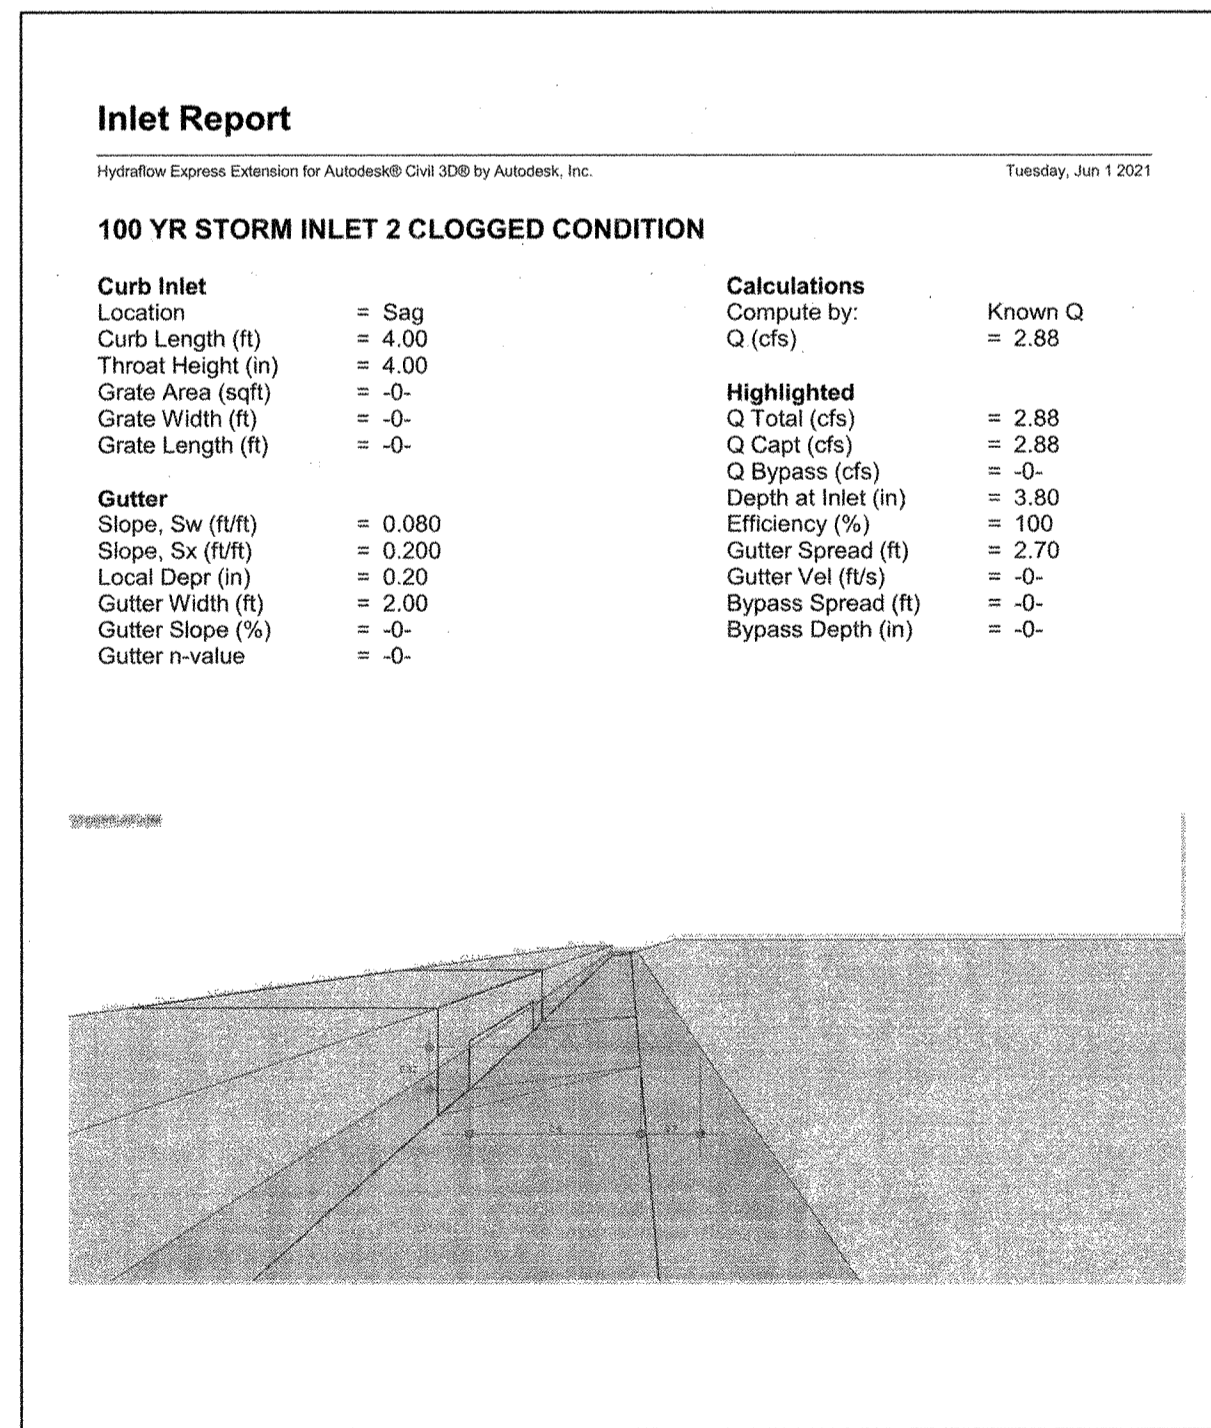 Inlet Report
Hydraflow Express Extension for Autodesk® Civil 3D® by Autodesk, Inc.
Tuesday, Jun 1 2021
100 YR STORM INLET 2 CLOGGED CONDITION
Curb Inlet
Location = Sag
Curb Length (ft) = 4.00
Throat Height (in) = 4.00
Grate Area (sqft) = -0-
Grate Width (ft) = -0-
Grate Length (ft) = -0-
Gutter
Slope, Sw (ft/ft) = 0.080
Slope, Sx (ft/ft) = 0.200
Local Depr (in) = 0.20
Gutter Width (ft) = 2.00
Gutter Slope (%) = -0-
Gutter n-value = -0-
Calculations
Compute by: Known Q
Q (cfs) = 2.88
Highlighted
Q Total (cfs) = 2.88
Q Capt (cfs) = 2.88
Q Bypass (cfs) = -0-
Depth at Inlet (in) = 3.80
Efficiency (%) = 100
Gutter Spread (ft) = 2.70
Gutter Vel (ft/s) = -0-
Bypass Spread (ft) = -0-
Bypass Depth (in) = -0-